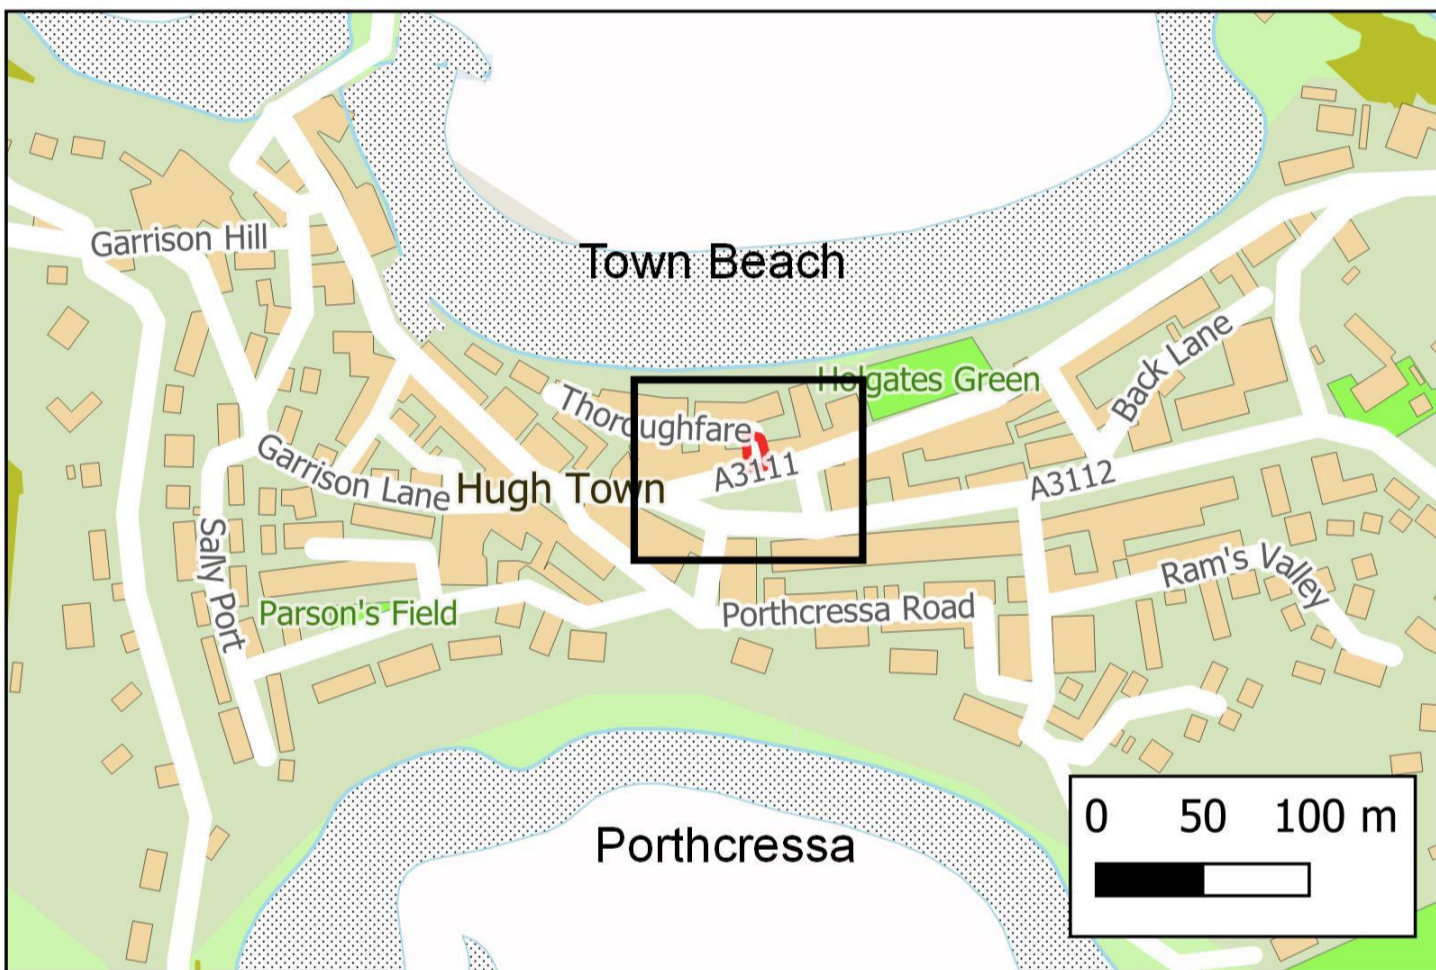 Garrison Hill
Town Beach
Holgates Green
Back Lane
Thoroughfare
A3111
Garrison Lane
Hugh Town
A3112
Sally Port
Ram's Valley
Parson's Field
Porthcressa Road
Porthcressa
0 50 100 m